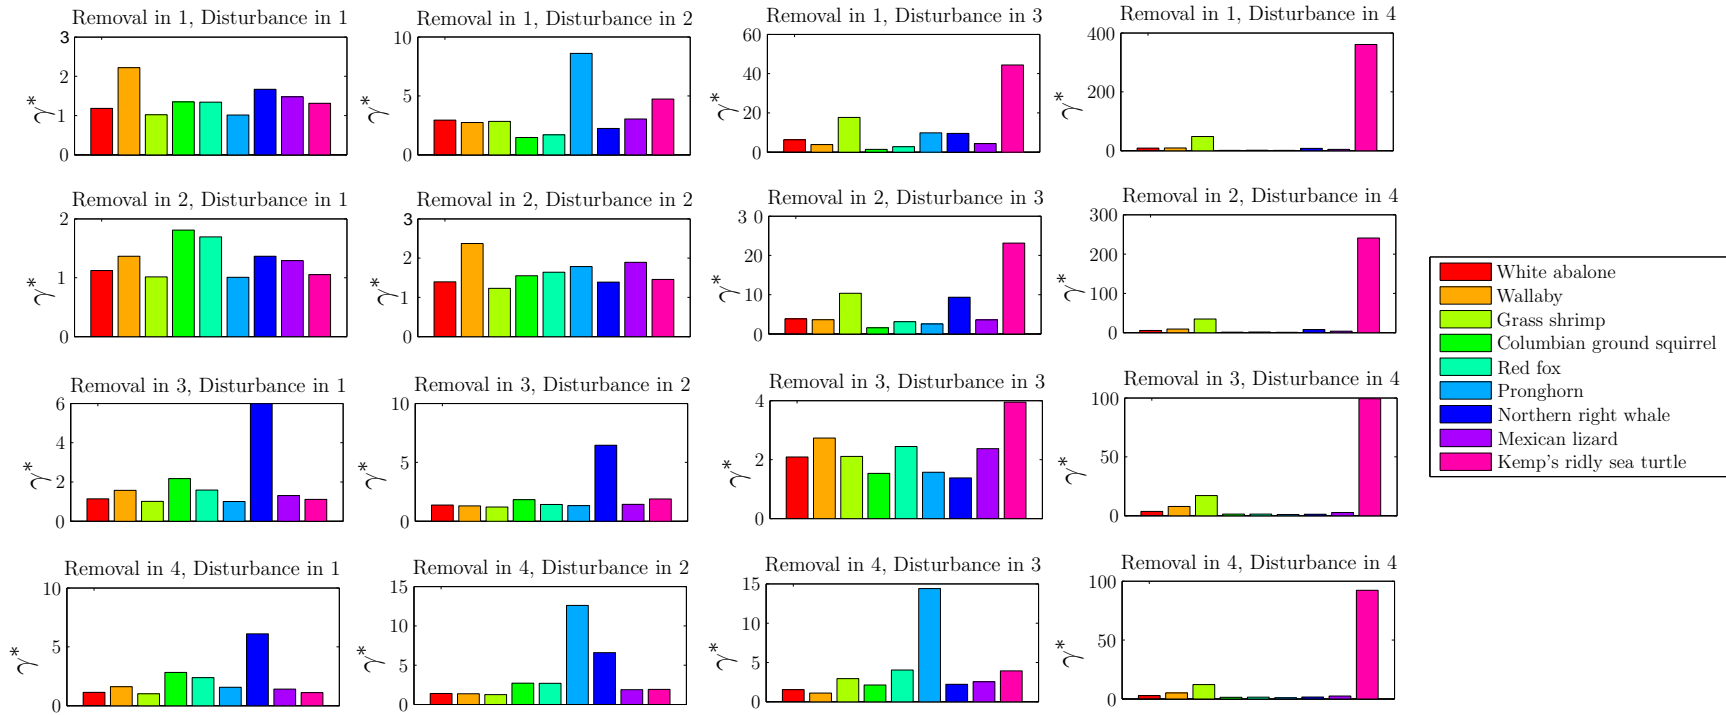 Removal in 1, Disturbance in 1
3
2
1
0
γ*
Removal in 1, Disturbance in 2
10
5
0
γ*
Removal in 1, Disturbance in 3
60
40
20
0
γ*
Removal in 1, Disturbance in 4
400
200
0
γ*
Removal in 2, Disturbance in 1
2
1
0
γ*
Removal in 2, Disturbance in 2
3
2
1
0
γ*
Removal in 2, Disturbance in 3
3 0
20
10
0
γ*
Removal in 2, Disturbance in 4
300
200
100
0
γ*
Removal in 3, Disturbance in 1
6
4
2
0
γ*
Removal in 3, Disturbance in 2
10
5
0
γ*
Removal in 3, Disturbance in 3
4
2
0
γ*
Removal in 3, Disturbance in 4
100
50
0
γ*
Removal in 4, Disturbance in 1
10
5
0
γ*
Removal in 4, Disturbance in 2
15
10
5
0
γ*
Removal in 4, Disturbance in 3
15
10
5
0
γ*
Removal in 4, Disturbance in 4
100
50
0
γ*
White abalone
Wallaby
Grass shrimp
Columbian ground squirrel
Red fox
Pronghorn
Northern right whale
Mexican lizard
Kemp's ridly sea turtle